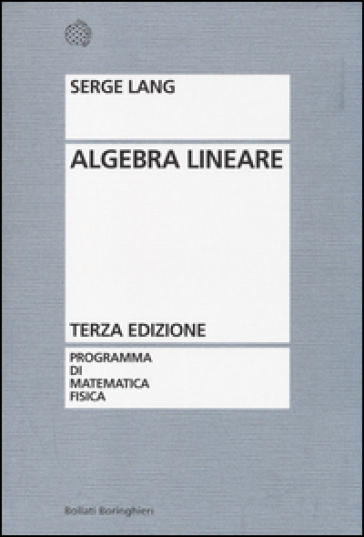 SERGE LANG
ALGEBRA LINEARE
TERZA EDIZIONE
PROGRAMMA
DI
MATEMATICA
FISICA
Bollati Boringhieri